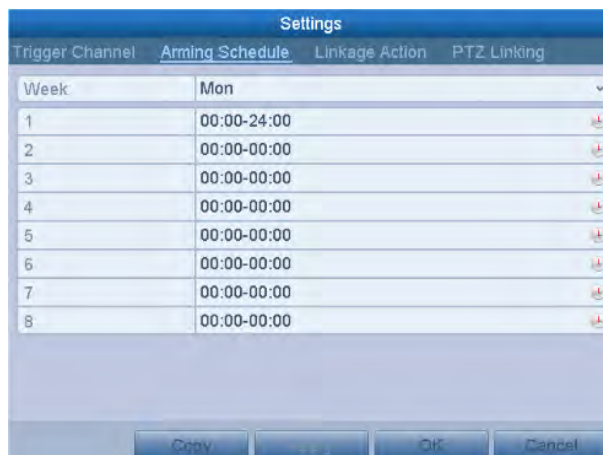 Settings
Trigger Channel Arming Schedule Linkage Action PTZ Linking
Week Mon
1 00:00-24:00
2 00:00-00:00
3 00:00-00:00
4 00:00-00:00
5 00:00-00:00
6 00:00-00:00
7 00:00-00:00
8 00:00-00:00
Copy OK Cancel